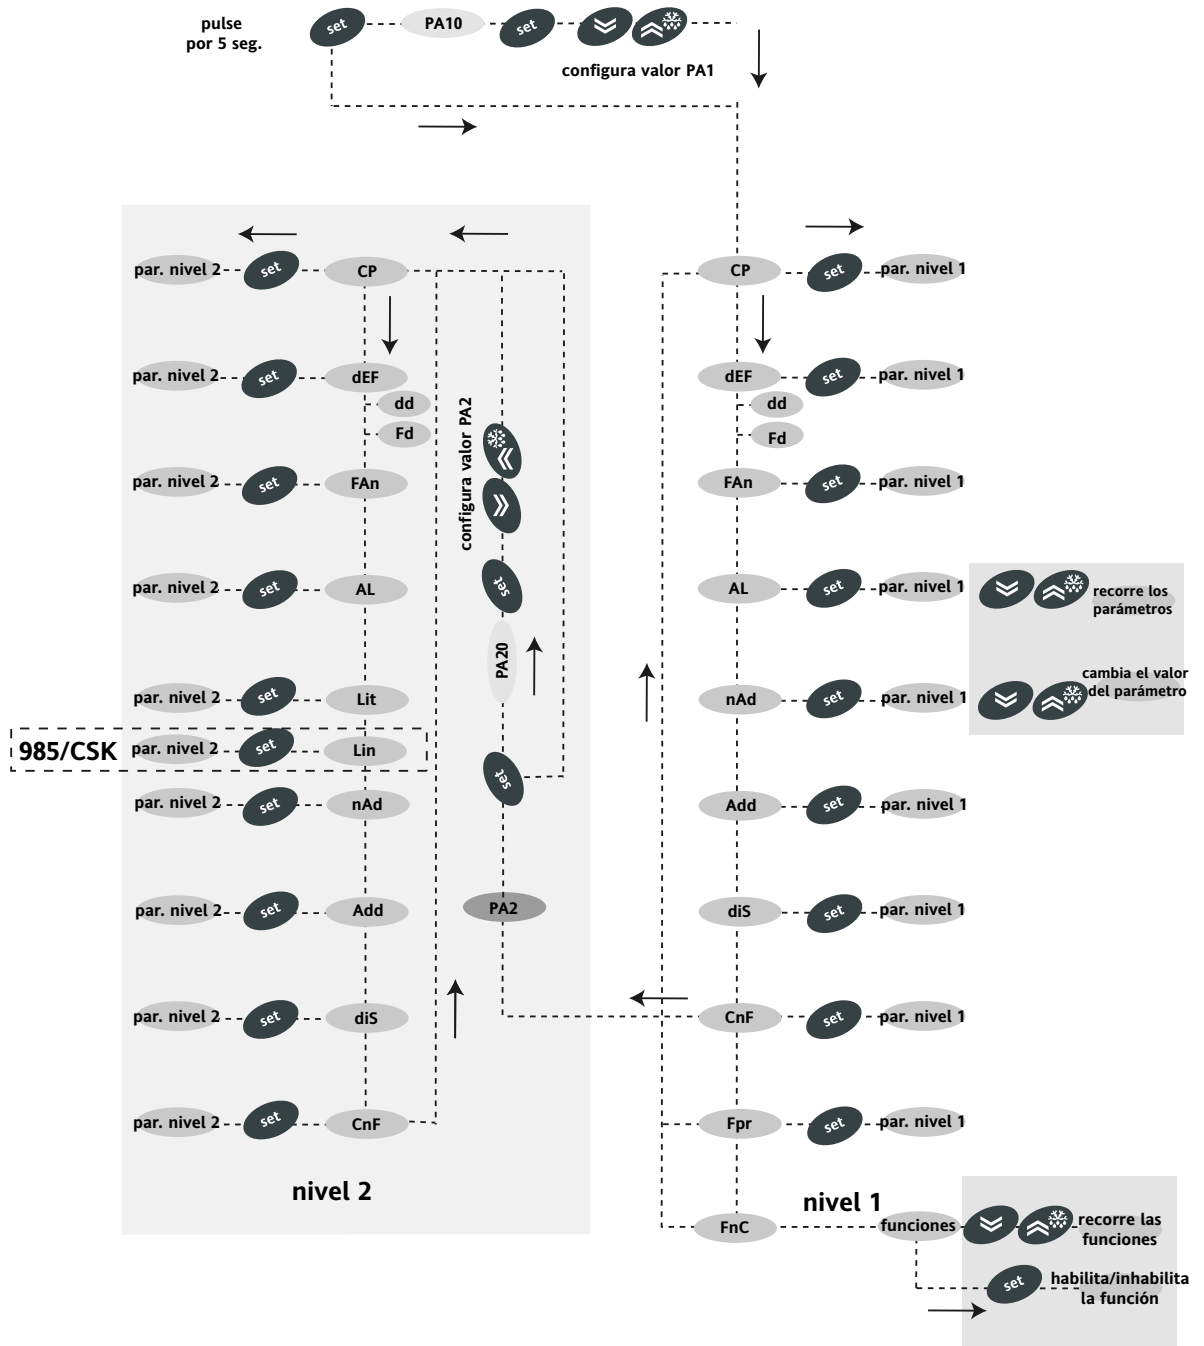 pulse
por 5 seg.
set
PA10
set
configura valor PA1
par. nivel 2
set
CP
par. nivel 2
set
dEF
dd
Fd
par. nivel 2
set
FAn
par. nivel 2
set
AL
par. nivel 2
set
Lit
985/CSK
par. nivel 2
set
Lin
par. nivel 2
set
nAd
par. nivel 2
set
Add
par. nivel 2
set
diS
par. nivel 2
set
CnF
nivel 2
configura valor PA2
set
PA20
set
PA2
CP
set
par. nivel 1
dEF
set
par. nivel 1
dd
Fd
FAn
set
par. nivel 1
AL
set
par. nivel 1
nAd
set
par. nivel 1
Add
set
par. nivel 1
diS
set
par. nivel 1
CnF
set
par. nivel 1
Fpr
set
par. nivel 1
nivel 1
FnC
funciones
recorre los
parámetros
cambia el valor
del parámetro
recorre las
funciones
set
habilita/inhabilita
la función